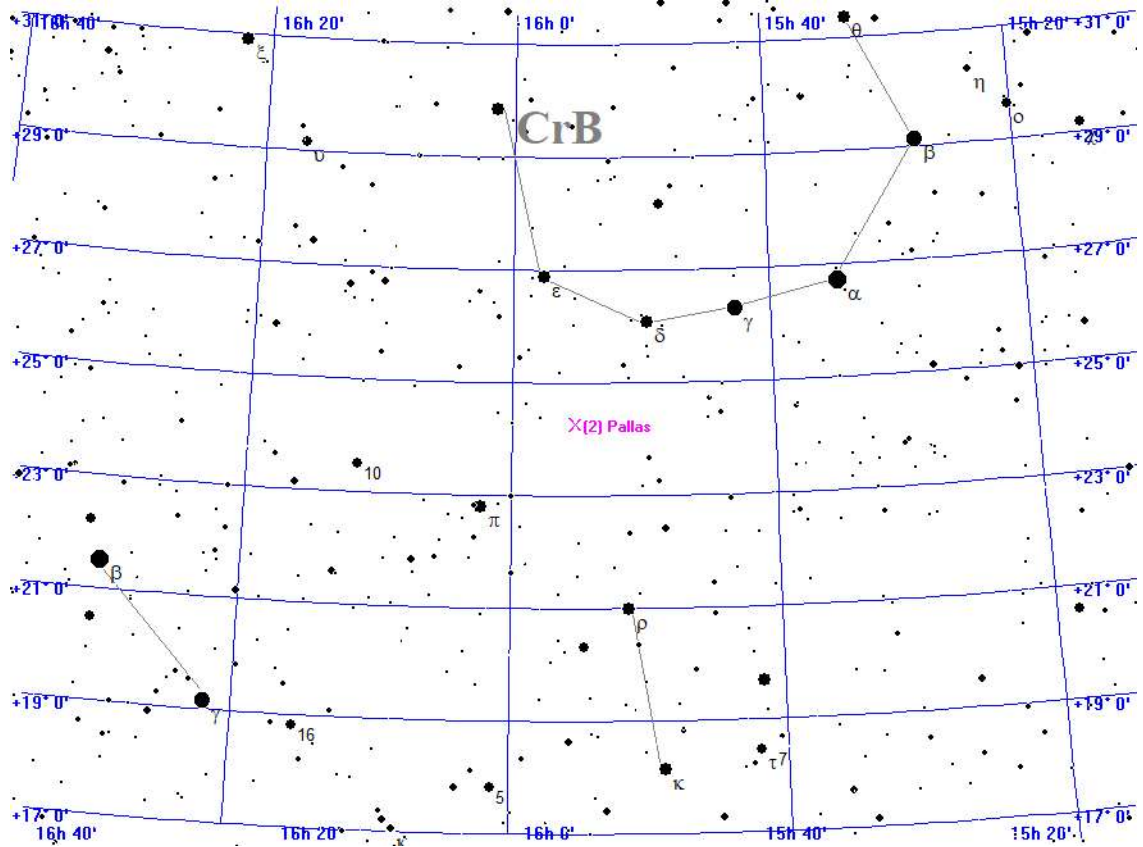 +31° 0' 16h 40' 16h 20' 16h 0' 15h 40' 15h 20' +31° 0'
θ
ξ
η
ο
CrB
+29° 0' +29° 0'
υ
β
+27° 0' +27° 0'
ε
α
γ
δ
+25° 0' +25° 0'
X(2) Pallas
+23° 0' 10 +23° 0'
π
β
+21° 0' +21° 0'
ρ
+19° 0' +19° 0'
γ
16
τ7
κ
5
+17° 0' +17° 0'
16h 40' 16h 20' 16h 0' 15h 40' 15h 20'